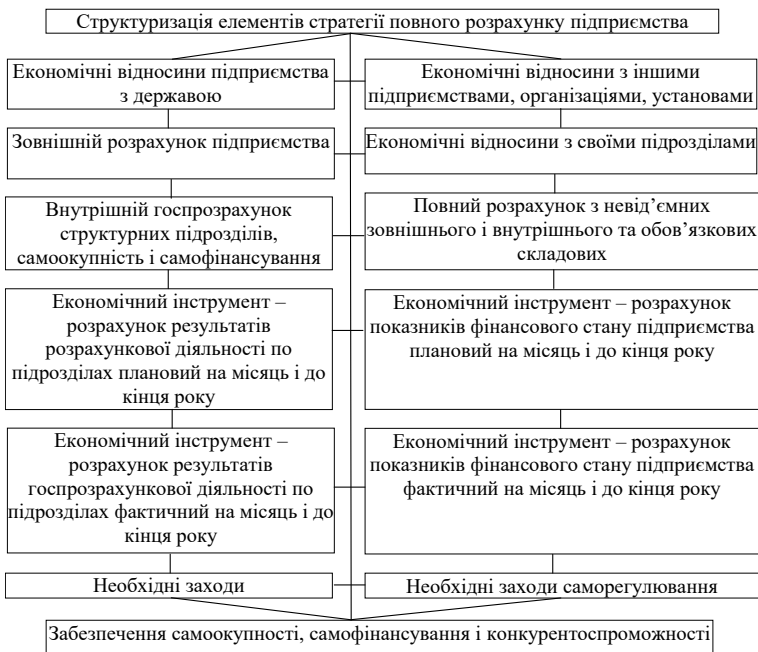 Структуризація елементів стратегії повного розрахунку підприємства
Економічні відносини підприємства
з державою
Економічні відносини з іншими
підприємствами, організаціями, установами
Зовнішній розрахунок підприємства
Економічні відносини з своїми підрозділами
Внутрішній госпрозрахунок
структурних підрозділів,
самоокупність і самофінансування
Повний розрахунок з невід’ємних
зовнішнього і внутрішнього та обов’язкових
складових
Економічний інструмент –
розрахунок результатів
розрахункової діяльності по
підрозділах плановий на місяць і до
кінця року
Економічний інструмент – розрахунок
показників фінансового стану підприємства
плановий на місяць і до кінця року
Економічний інструмент –
розрахунок результатів
госпрозрахункової діяльності по
підрозділах фактичний на місяць і до
кінця року
Економічний інструмент – розрахунок
показників фінансового стану підприємства
фактичний на місяць і до кінця року
Необхідні заходи
Необхідні заходи саморегулювання
Забезпечення самоокупності, самофінансування і конкурентоспроможності